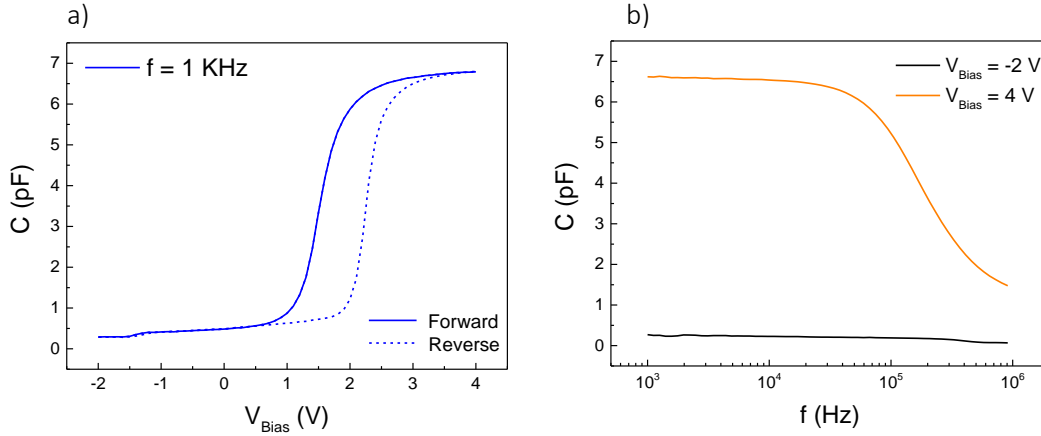 a)
f = 1 KHz
7
6
5
4
3
2
1
0
C (pF)
Forward
Reverse
-2
-1
0
1
2
3
4
V_Bias (V)
b)
V_Bias = -2 V
V_Bias = 4 V
7
6
5
4
3
2
1
0
C (pF)
10^3
10^4
10^5
10^6
f (Hz)